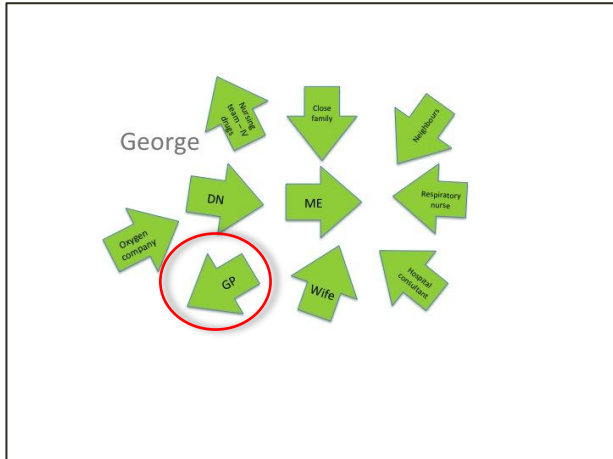 Nursing
team – IV
drugs
Close
family
Neighbours
George
DN
ME
Respiratory
nurse
Oxygen
company
GP
Wife
Hospital
consultant